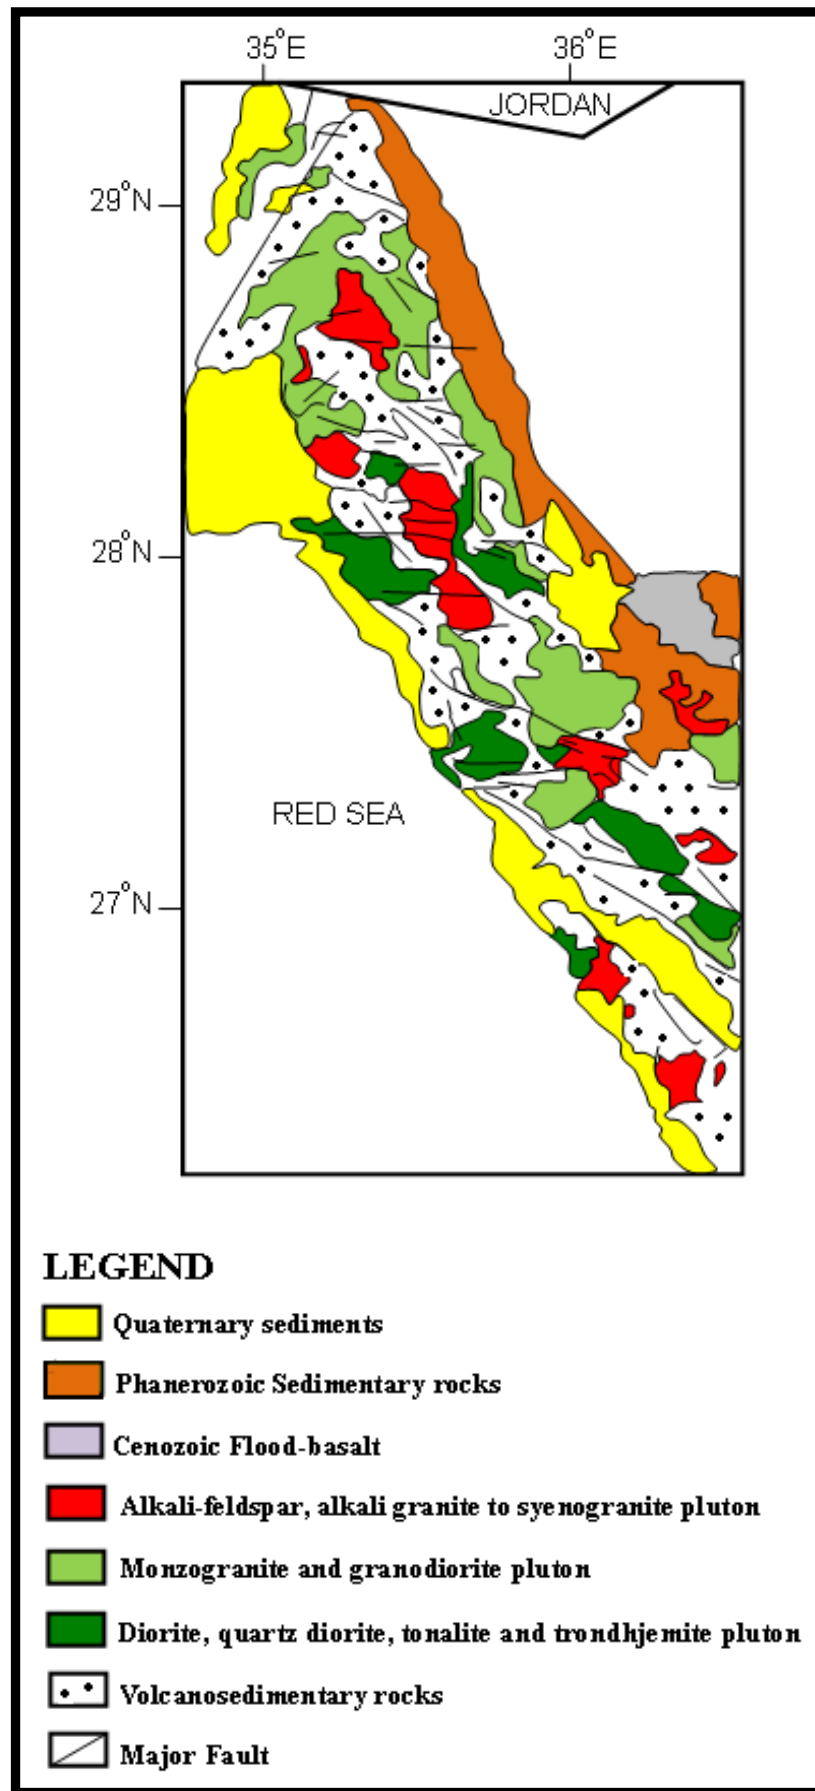 35°E 36°E
JORDAN
29°N
28°N
RED SEA
27°N
LEGEND
Quaternary sediments
Phanerozoic Sedimentary rocks
Cenozoic Flood-basalt
Alkali-feldspar, alkali granite to syenogranite pluton
Monzogranite and granodiorite pluton
Diorite, quartz diorite, tonalite and trondhjemite pluton
Volcanosedimentary rocks
Major Fault